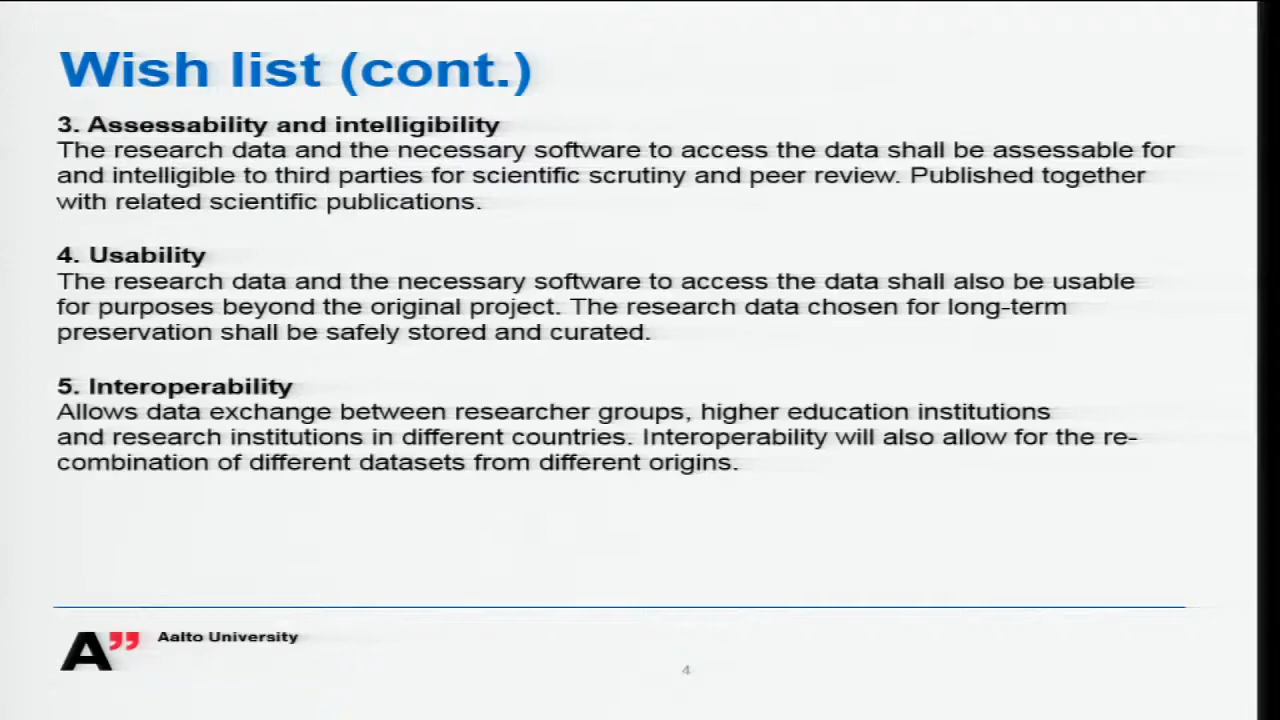 Wish list (cont.)
3. Assessability and intelligibility
The research data and the necessary software to access the data shall be assessable for
and intelligible to third parties for scientific scrutiny and peer review. Published together
with related scientific publications.
4. Usability
The research data and the necessary software to access the data shall also be usable
for purposes beyond the original project. The research data chosen for long-term
preservation shall be safely stored and curated.
5. Interoperability
Allows data exchange between researcher groups, higher education institutions
and research institutions in different countries. Interoperability will also allow for the re-
combination of different datasets from different origins.
A” Aalto University
4